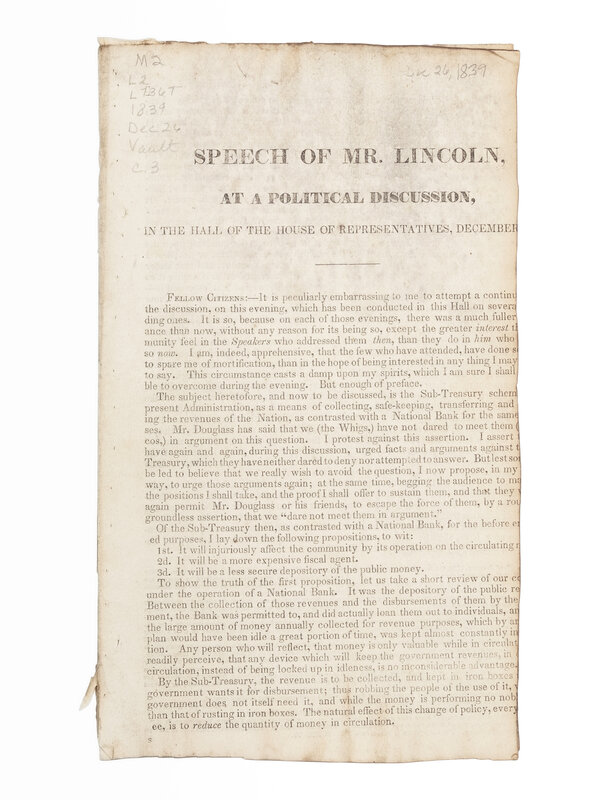 M2
L2
L736T
1839
Dec 26
Vault
c.3
Dec 26, 1839
SPEECH OF MR. LINCOLN,
AT A POLITICAL DISCUSSION,
IN THE HALL OF THE HOUSE OF REPRESENTATIVES, DECEMBER
FELLOW CITIZENS:—It is peculiarly embarrassing to me to attempt a continu
the discussion, on this evening, which has been conducted in this Hall on severa
ding ones. It is so, because on each of those evenings, there was a much fuller
ance than now, without any reason for its being so, except the greater interest th
munity feel in the Speakers who addressed them then, than they do in him who
so now. I am, indeed, apprehensive, that the few who have attended, have done s
to spare me of mortification, than in the hope of being interested in any thing I may
to say. This circumstance casts a damp upon my spirits, which I am sure I shall
ble to overcome during the evening. But enough of preface.
The subject heretofore, and now to be discussed, is the Sub-Treasury schem
present Administration, as a means of collecting, safe-keeping, transferring and
ing the revenues of the Nation, as contrasted with a National Bank for the same
ses. Mr. Douglass has said that we (the Whigs,) have not dared to meet them (
cos,) in argument on this question. I protest against this assertion. I assert
have again and again, during this discussion, urged facts and arguments against t
Treasury, which they have neither dared to deny nor attempted to answer. But lest so
be led to believe that we really wish to avoid the question, I now propose, in my
way, to urge those arguments again; at the same time, begging the audience to ma
the positions I shall take, and the proof I shall offer to sustain them, and that they
again permit Mr. Douglass or his friends, to escape the force of them, by a rou
groundless assertion, that we "dare not meet them in argument."
Of the Sub-Treasury then, as contrasted with a National Bank, for the before e
ed purposes, I lay down the following propositions, to wit:
1st. It will injuriously affect the community by its operation on the circulating
2d. It will be a more expensive fiscal agent.
3d. It will be a less secure depository of the public money.
To show the truth of the first proposition, let us take a short review of our co
under the operation of a National Bank. It was the depository of the public re
Between the collection of those revenues and the disbursements of them by the
ment, the Bank was permitted to, and did actually loan them out to individuals, an
the large amount of money annually collected for revenue purposes, which by an
plan would have been idle a great portion of time, was kept almost constantly in
tion. Any person who will reflect, that money is only valuable while in circulat
readily perceive, that any device which will keep the government revenues, in
circulation, instead of being locked up in idleness, is no inconsiderable advantage.
By the Sub-Treasury, the revenue is to be collected, and kept in iron boxes
government wants it for disbursement; thus robbing the people of the use of it,
government does not itself need it, and while the money is performing no nob
than that of rusting in iron boxes. The natural effect of this change of policy, every
ee, is to reduce the quantity of money in circulation.
s